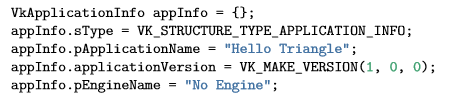 VkApplicationInfo appInfo = {};
appInfo.sType = VK_STRUCTURE_TYPE_APPLICATION_INFO;
appInfo.pApplicationName = "Hello Triangle";
appInfo.applicationVersion = VK_MAKE_VERSION(1, 0, 0);
appInfo.pEngineName = "No Engine";